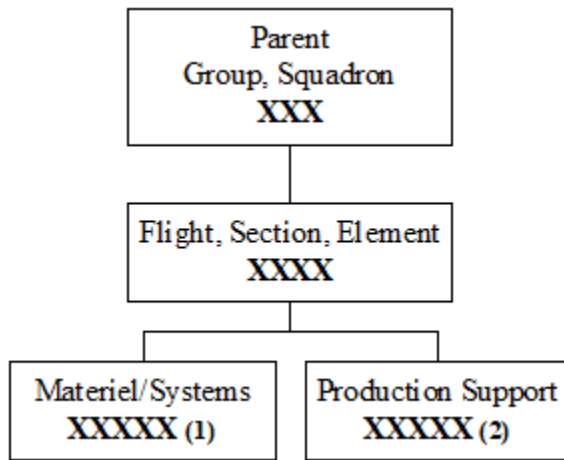 Parent
Group, Squadron
XXX
Flight, Section, Element
XXXX
Materiel/Systems
XXXXX (1)
Production Support
XXXXX (2)